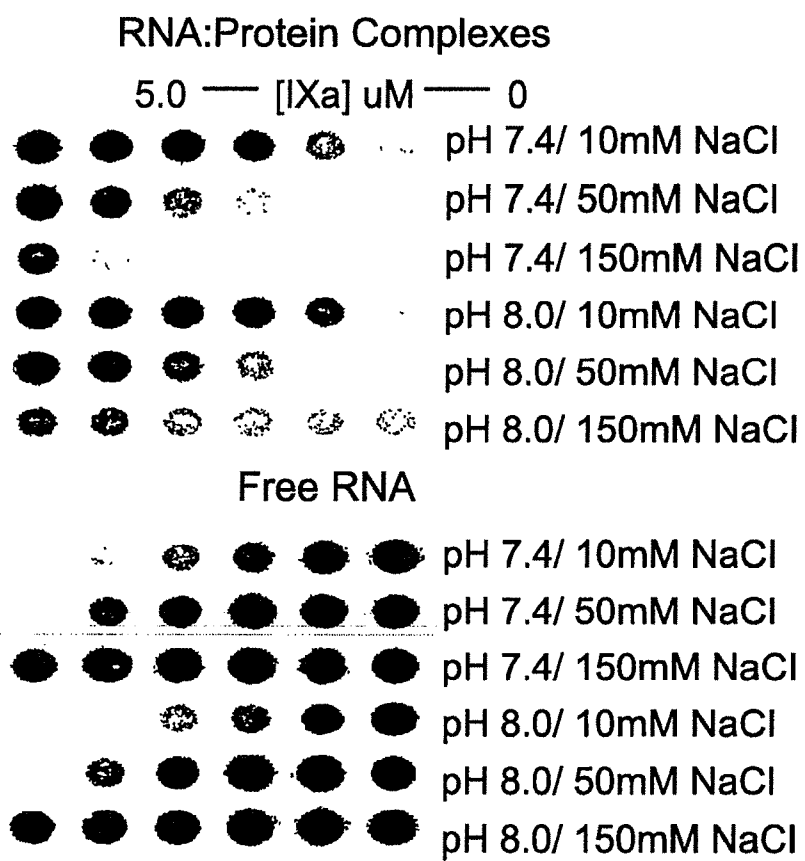 RNA:Protein Complexes
5.0 — [IXa] uM — 0
pH 7.4/ 10mM NaCl
pH 7.4/ 50mM NaCl
pH 7.4/ 150mM NaCl
pH 8.0/ 10mM NaCl
pH 8.0/ 50mM NaCl
pH 8.0/ 150mM NaCl
Free RNA
pH 7.4/ 10mM NaCl
pH 7.4/ 50mM NaCl
pH 7.4/ 150mM NaCl
pH 8.0/ 10mM NaCl
pH 8.0/ 50mM NaCl
pH 8.0/ 150mM NaCl